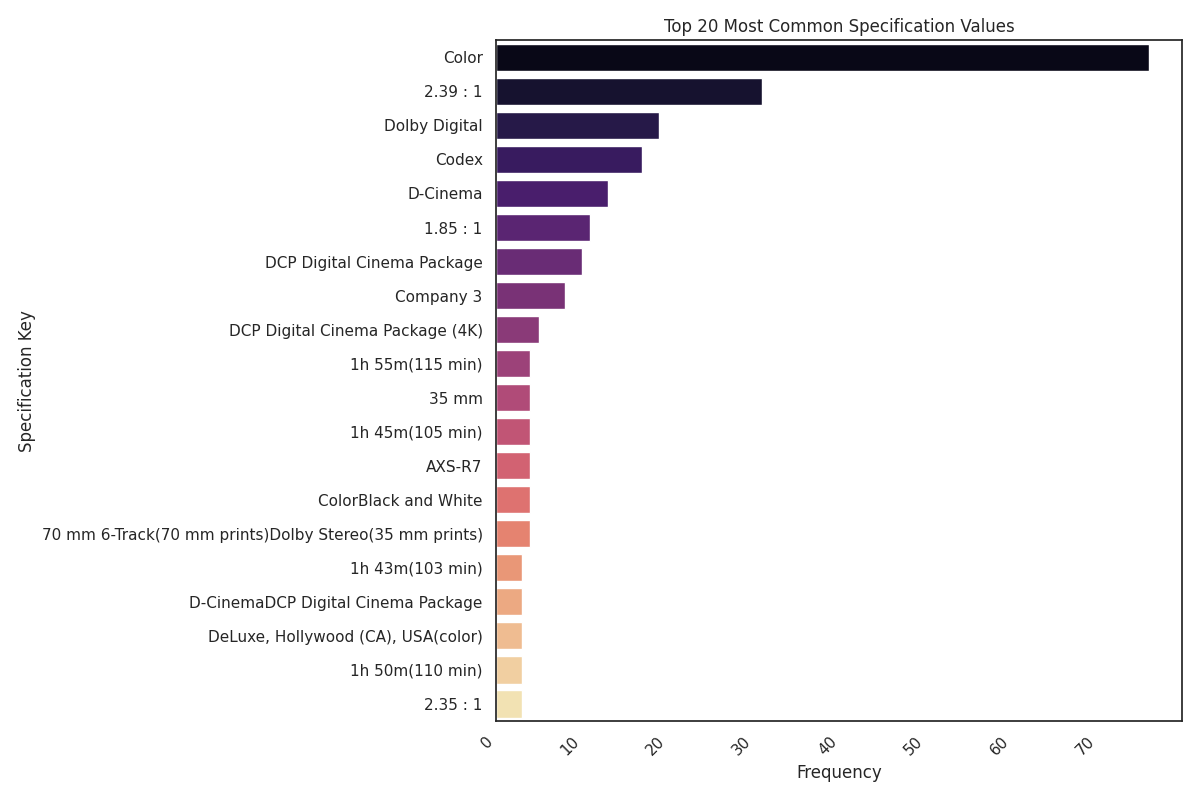 Top 20 Most Common Specification Values
Color
2.39 : 1
Dolby Digital
Codex
D-Cinema
1.85 : 1
DCP Digital Cinema Package
Company 3
DCP Digital Cinema Package (4K)
1h 55m(115 min)
35 mm
1h 45m(105 min)
AXS-R7
ColorBlack and White
70 mm 6-Track(70 mm prints)Dolby Stereo(35 mm prints)
1h 43m(103 min)
D-CinemaDCP Digital Cinema Package
DeLuxe, Hollywood (CA), USA(color)
1h 50m(110 min)
2.35 : 1
Specification Key
0 10 20 30 40 50 60 70
Frequency